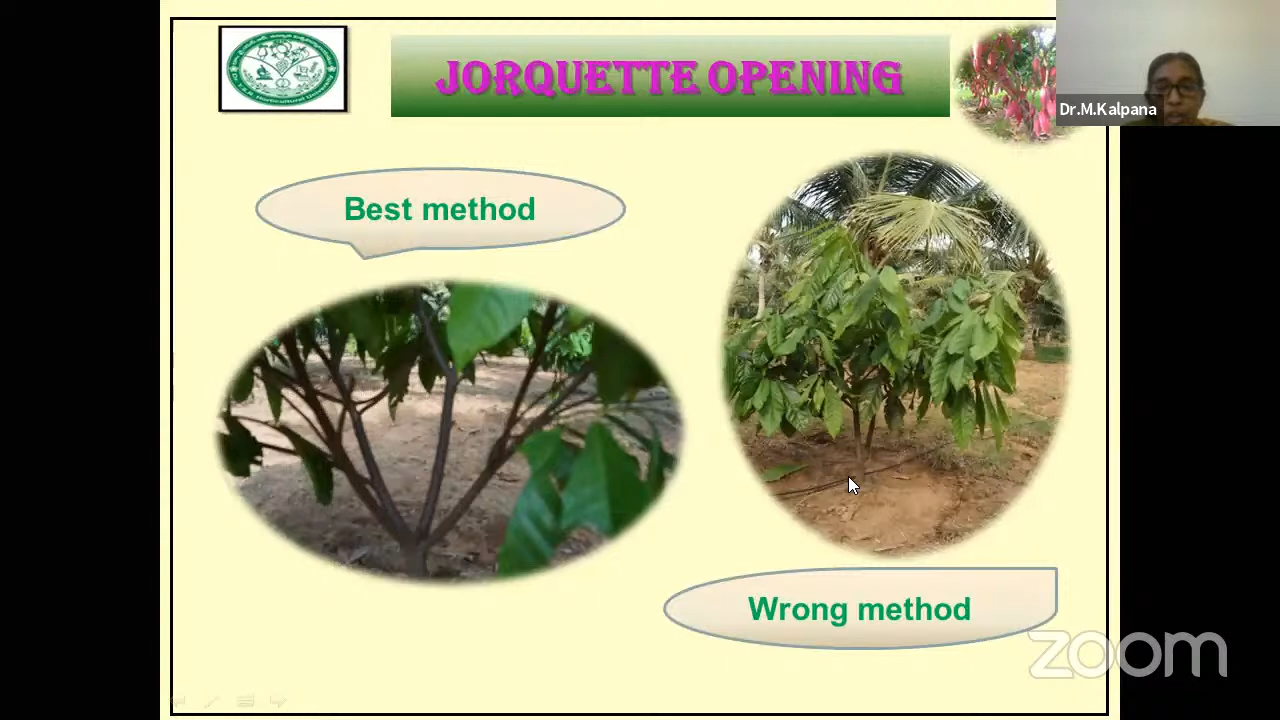 JORQUETTE OPENING
Dr.M.Kalpana
Best method
Wrong method
zoom